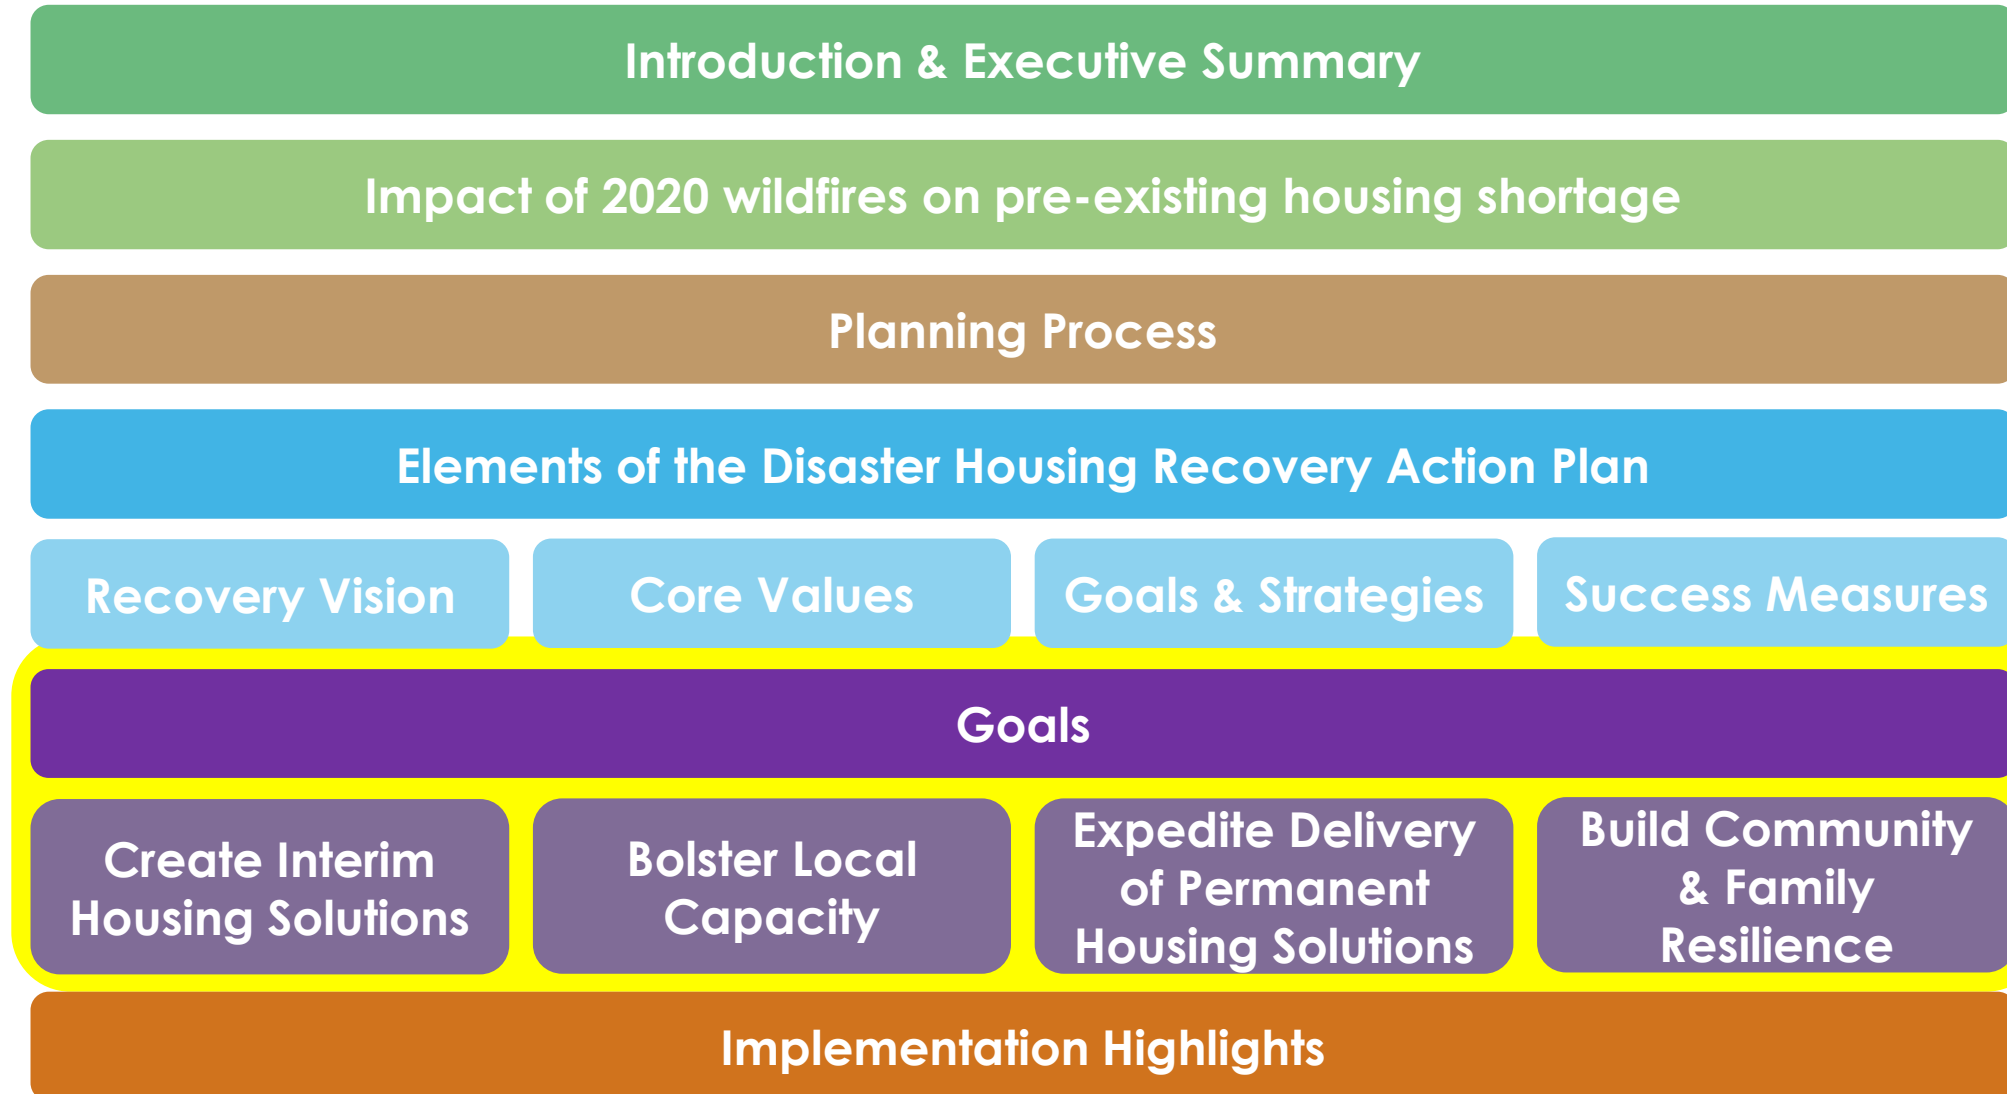 Introduction & Executive Summary
Impact of 2020 wildfires on pre-existing housing shortage
Planning Process
Elements of the Disaster Housing Recovery Action Plan
Recovery Vision
Core Values
Goals & Strategies
Success Measures
Goals
Create Interim
Housing Solutions
Bolster Local
Capacity
Expedite Delivery
of Permanent
Housing Solutions
Build Community
& Family
Resilience
Implementation Highlights